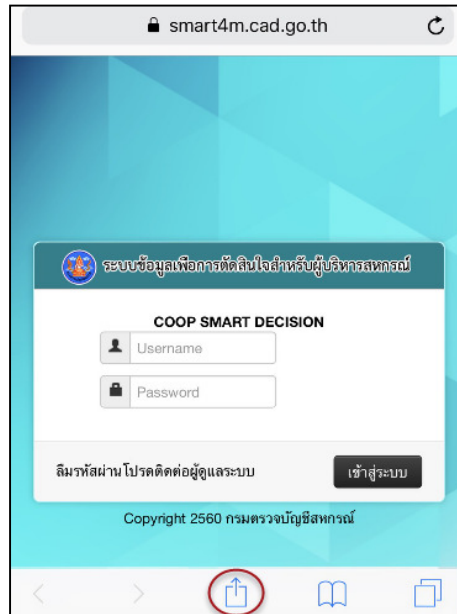 smart4m.cad.go.th
ระบบข้อมูลเพื่อการตัดสินใจสำหรับผู้บริหารสหกรณ์
COOP SMART DECISION
Username
Password
ลืมรหัสผ่าน โปรดติดต่อผู้ดูแลระบบ
เข้าสู่ระบบ
Copyright 2560 กรมตรวจบัญชีสหกรณ์